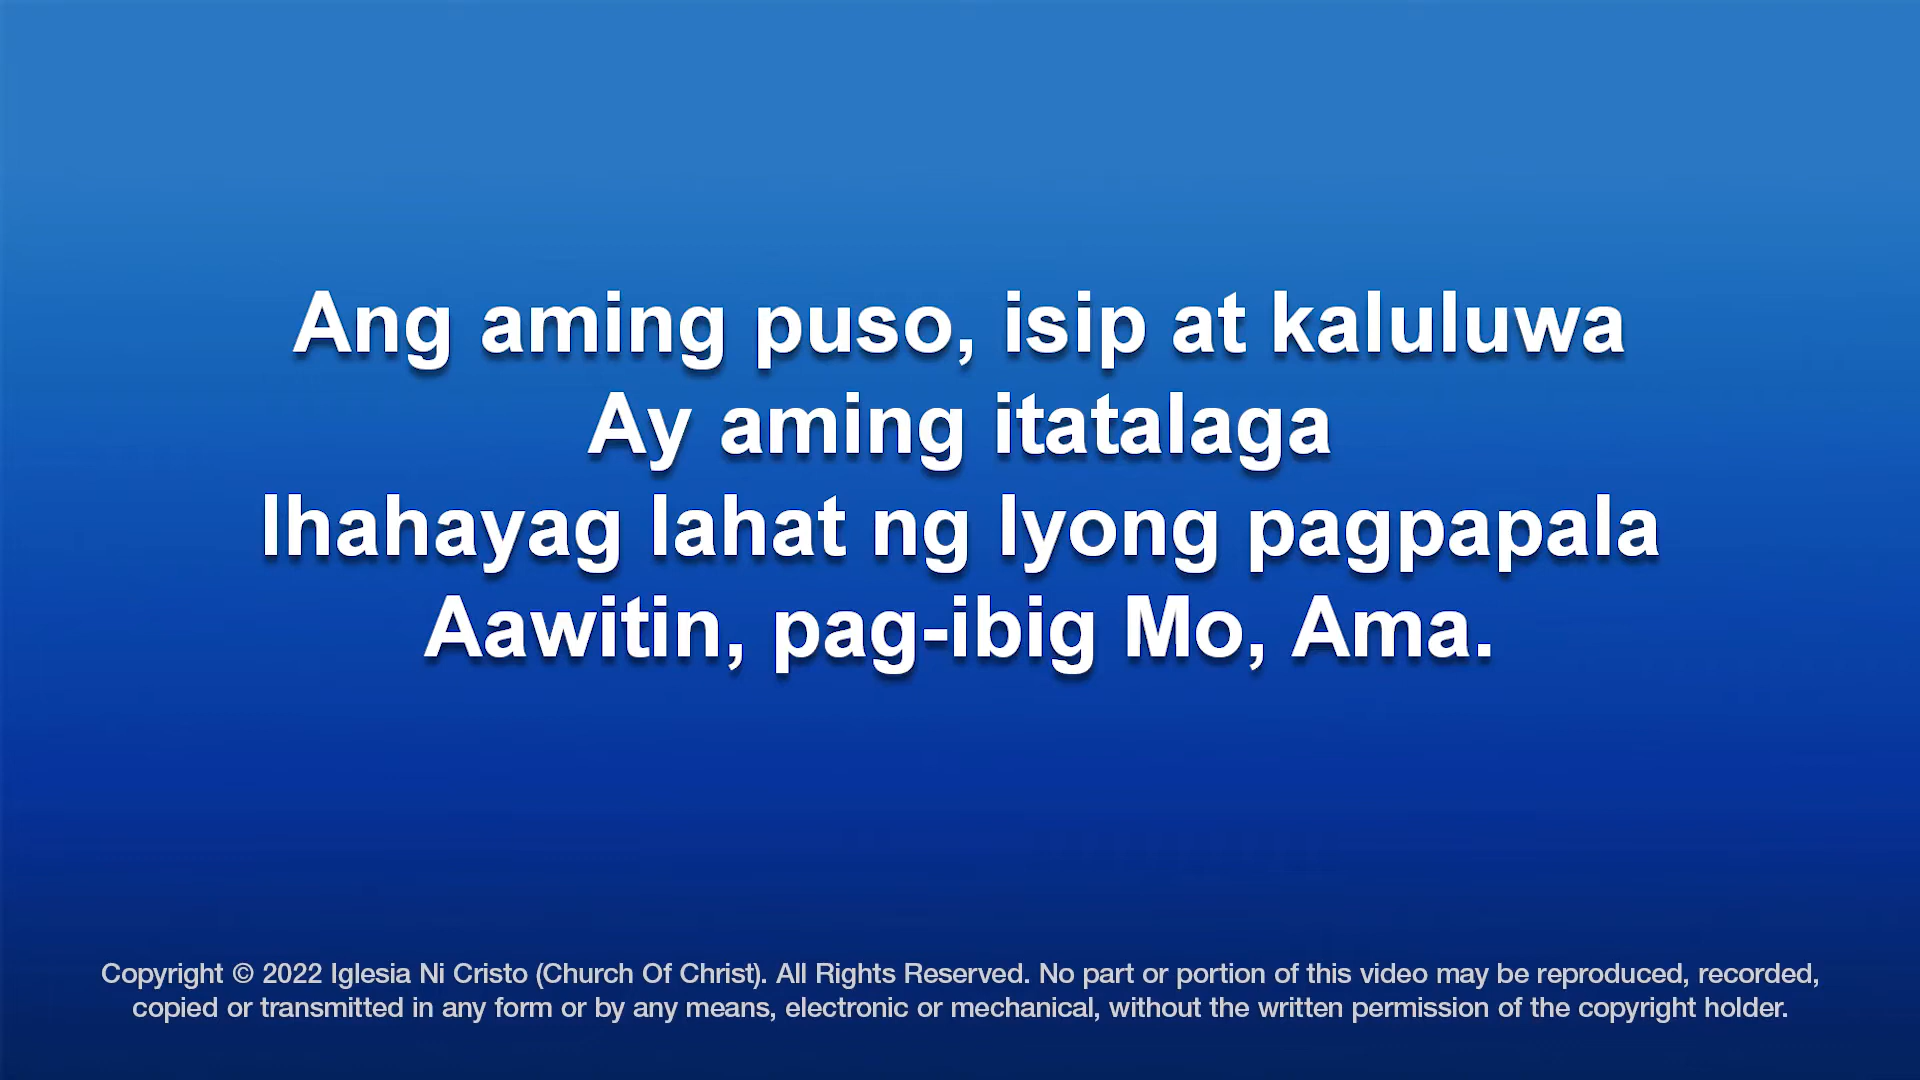 Ang aming puso, isip at kaluluwa
Ay aming itatalaga
Ihahayag lahat ng Iyong pagpapala
Aawitin, pag-ibig Mo, Ama.
Copyright © 2022 Iglesia Ni Cristo (Church Of Christ). All Rights Reserved. No part or portion of this video may be reproduced, recorded,
copied or transmitted in any form or by any means, electronic or mechanical, without the written permission of the copyright holder.